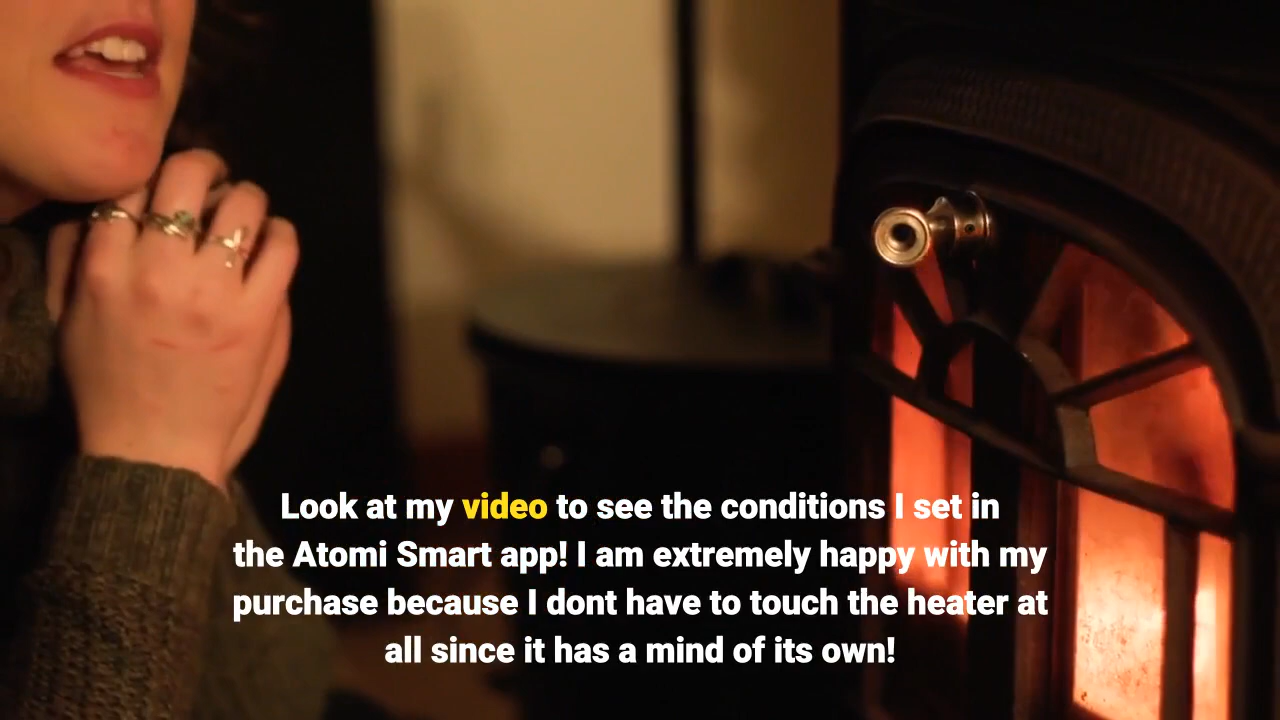 Look at my video to see the conditions I set in
the Atomi Smart app! I am extremely happy with my
purchase because I dont have to touch the heater at
all since it has a mind of its own!